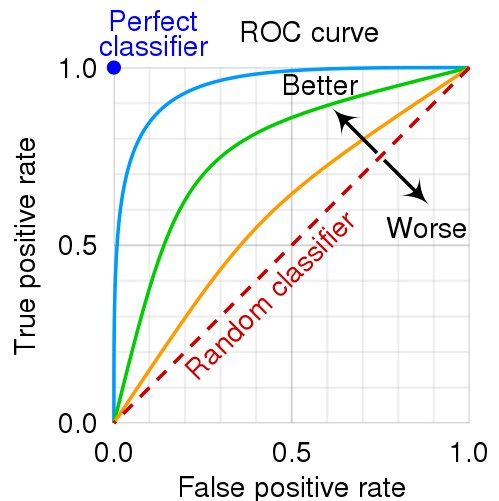 Perfect
classifier
ROC curve
1.0
Better
True positive rate
0.5
Worse
Random classifier
0.0
0.0
0.5
1.0
False positive rate